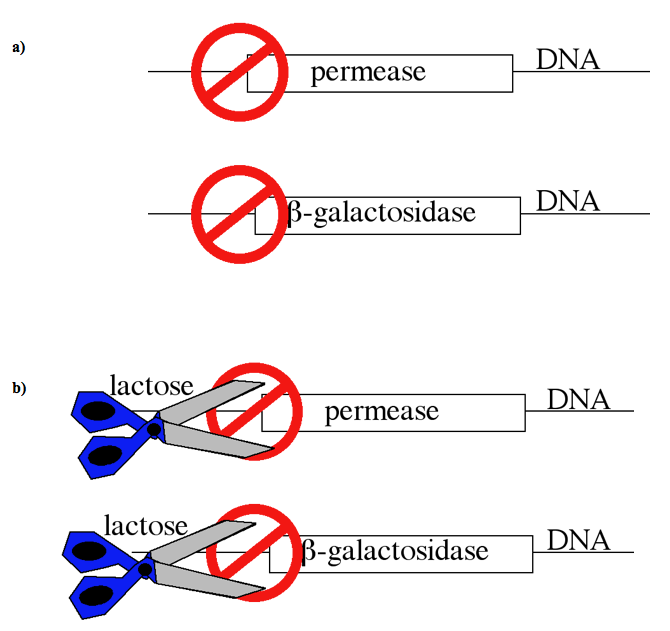 a)
permease DNA
β-galactosidase DNA
b)
lactose
permease DNA
lactose
β-galactosidase DNA